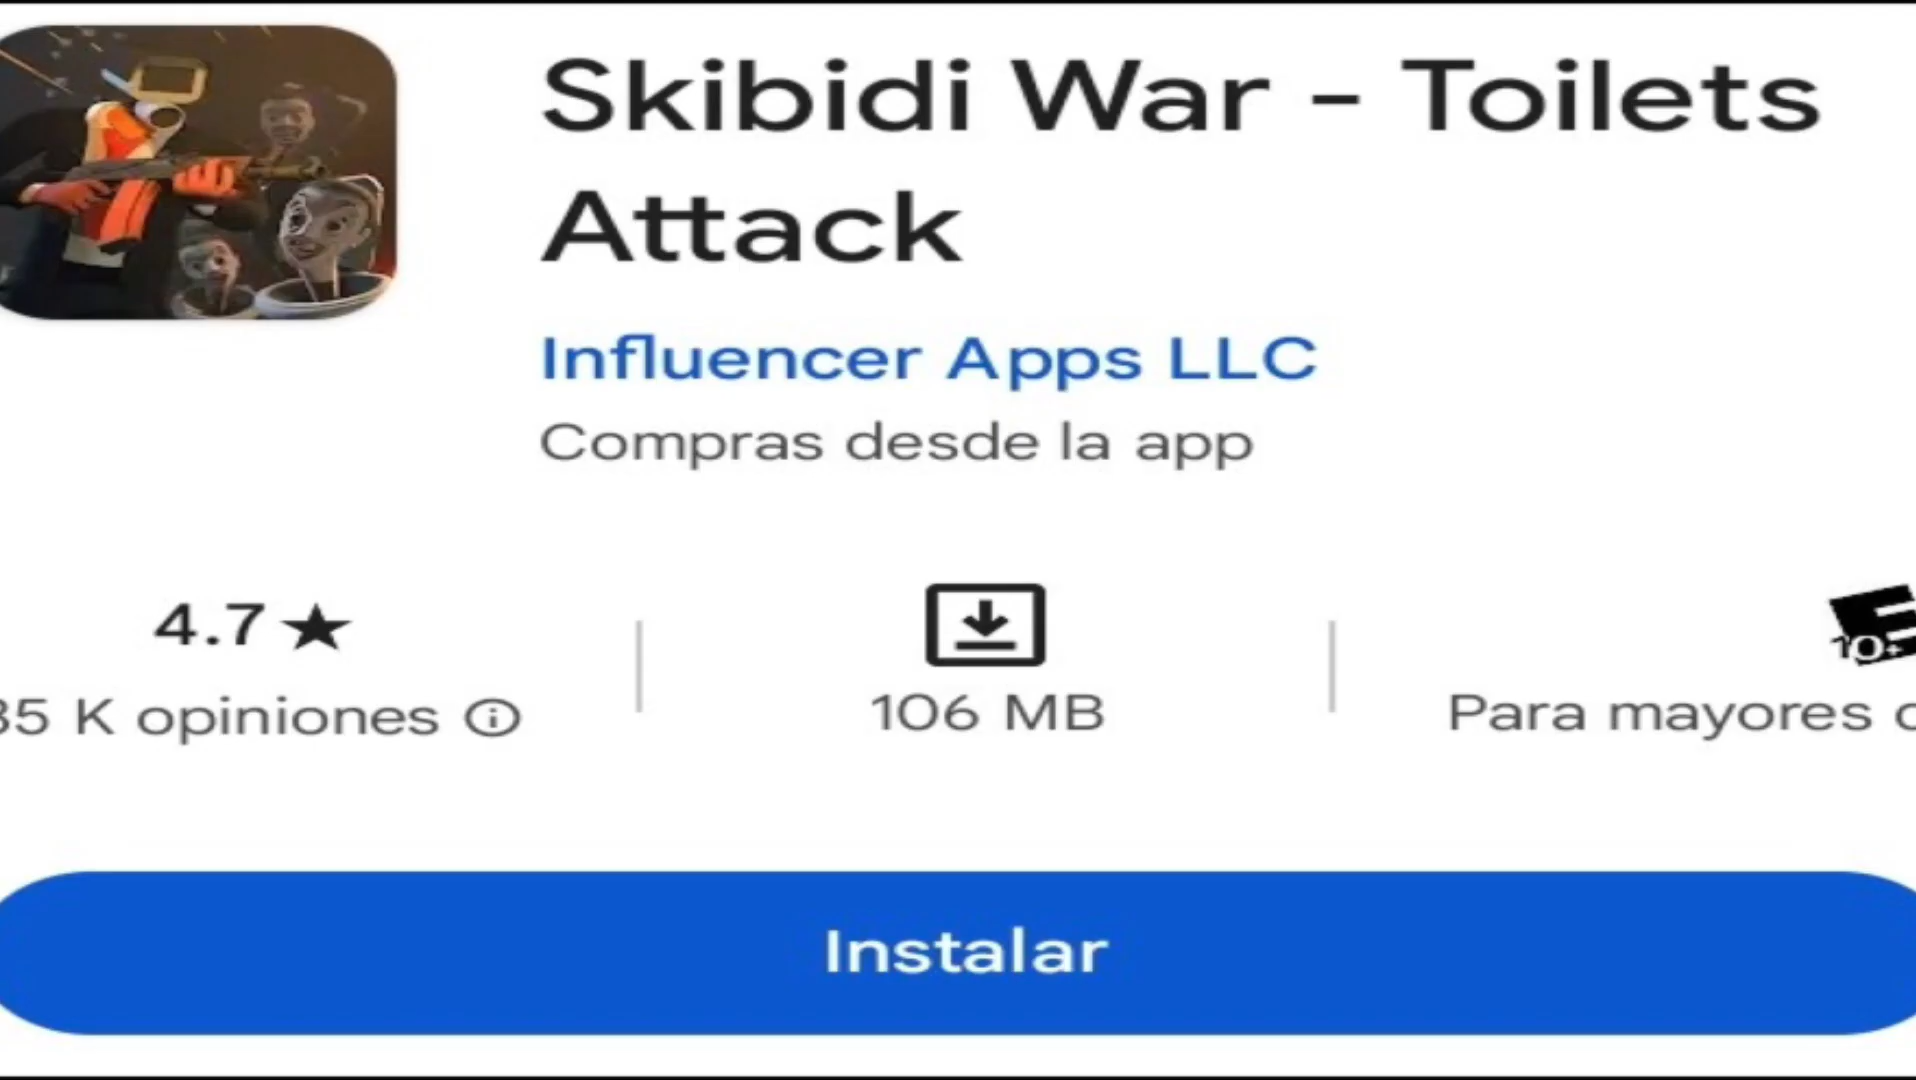 Skibidi War - Toilets
Attack
Influencer Apps LLC
Compras desde la app
4.7★
K opiniones
106 MB
10+
Para mayores
Instalar